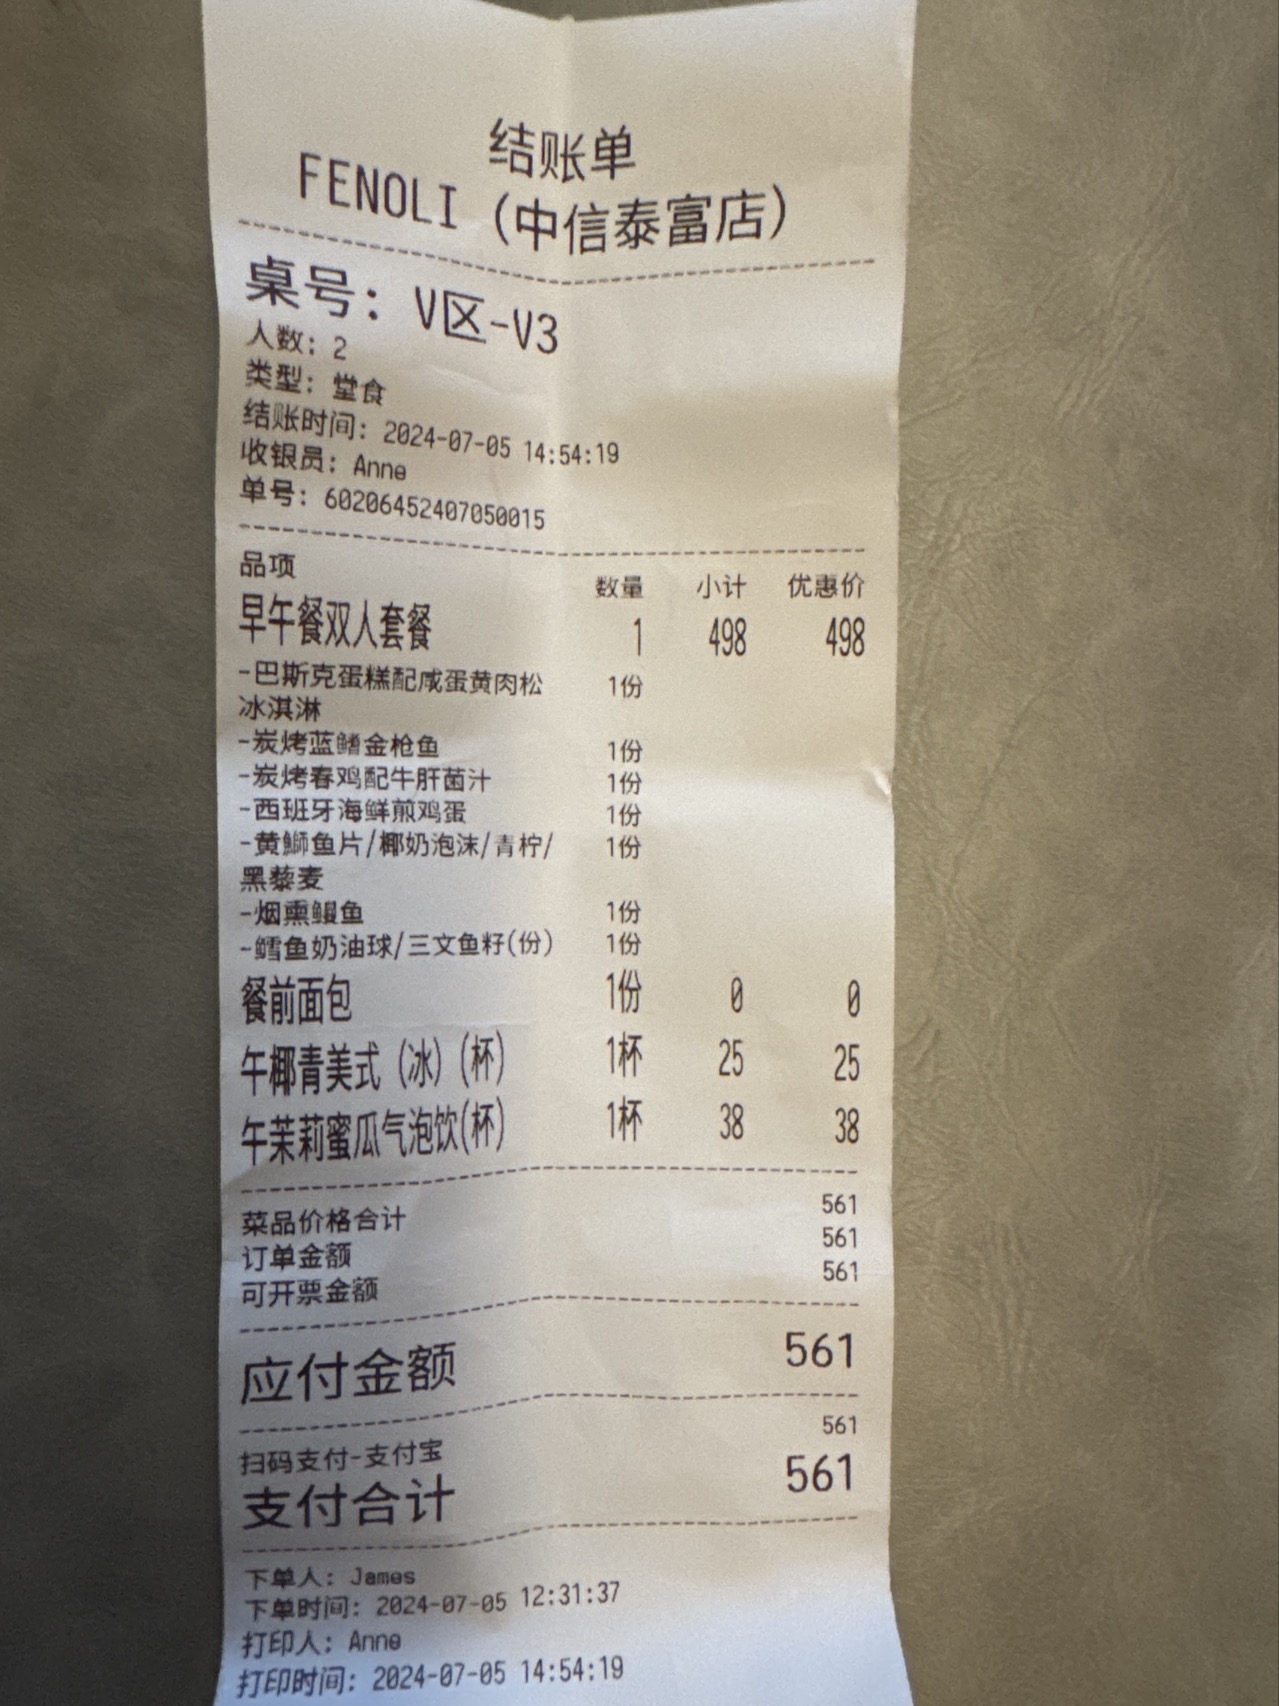 结账单
FENOLI（中信泰富店）
桌号：V区-V3
人数：2
类型：堂食
结账时间：2024-07-05 14:54:19
收银员：Anne
单号：60206452407050015
品项 数量 小计 优惠价
早午餐双人套餐 1 498 498
-巴斯克蛋糕配咸蛋黄肉松 1份
冰淇淋
-炭烤蓝鳍金枪鱼 1份
-炭烤春鸡配牛肝菌汁 1份
-西班牙海鲜煎鸡蛋 1份
-黄鰤鱼片/椰奶泡沫/青柠/ 1份
黑藜麦
-烟熏鳗鱼 1份
-鳕鱼奶油球/三文鱼籽(份) 1份
餐前面包 1份 0 0
午椰青美式（冰）(杯) 1杯 25 25
午茉莉蜜瓜气泡饮(杯) 1杯 38 38
菜品价格合计 561
订单金额 561
可开票金额 561
应付金额 561
扫码支付-支付宝 561
支付合计 561
下单人：James
下单时间：2024-07-05 12:31:37
打印人：Anne
打印时间：2024-07-05 14:54:19